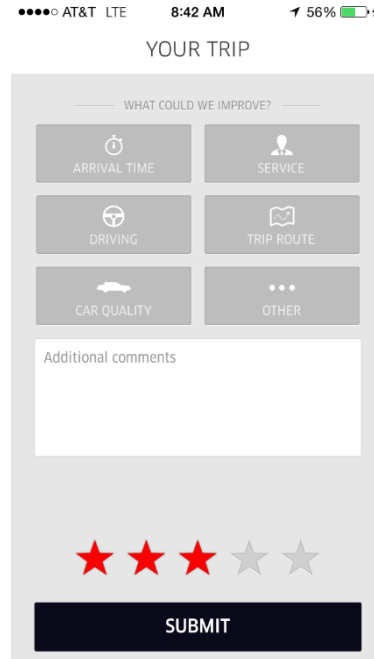 AT&T LTE 8:42 AM 56%
YOUR TRIP
WHAT COULD WE IMPROVE?
ARRIVAL TIME SERVICE
DRIVING TRIP ROUTE
CAR QUALITY OTHER
Additional comments
SUBMIT